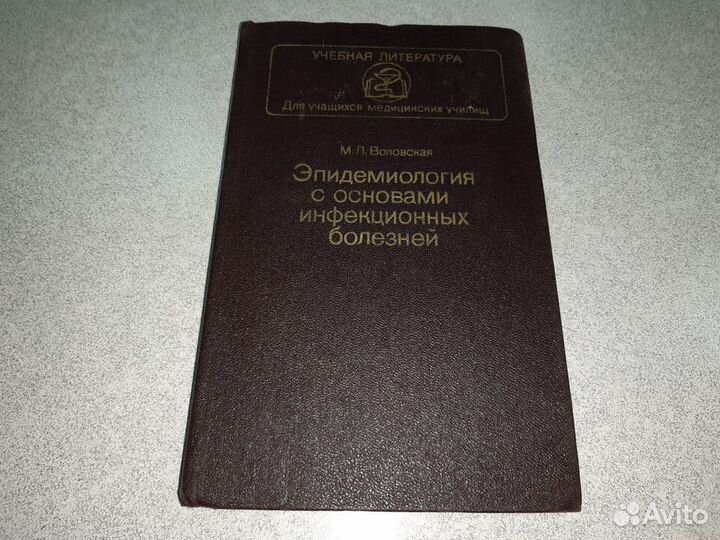 УЧЕБНАЯ ЛИТЕРАТУРА
Для учащихся медицинских училищ
М.Л.Воловская
Эпидемиология
с основами
инфекционных
болезней
Avito